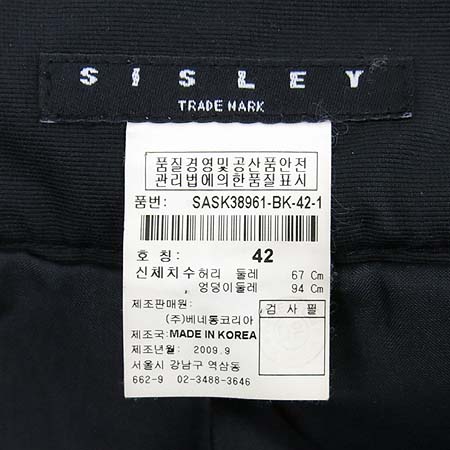 SISLEY
TRADE MARK
품질경영및공산품안전
관리법에의한품질표시
품번: SASK38961-BK-42-1
호 칭: 42
신체치수 허리 둘레 67 Cm
엉덩이둘레 94 Cm
제조판매원: 검 사 필
(주)베네통코리아
제조국: MADE IN KOREA
제조년월: 2009.9
서울시 강남구 역삼동
662-9 02-3488-3646